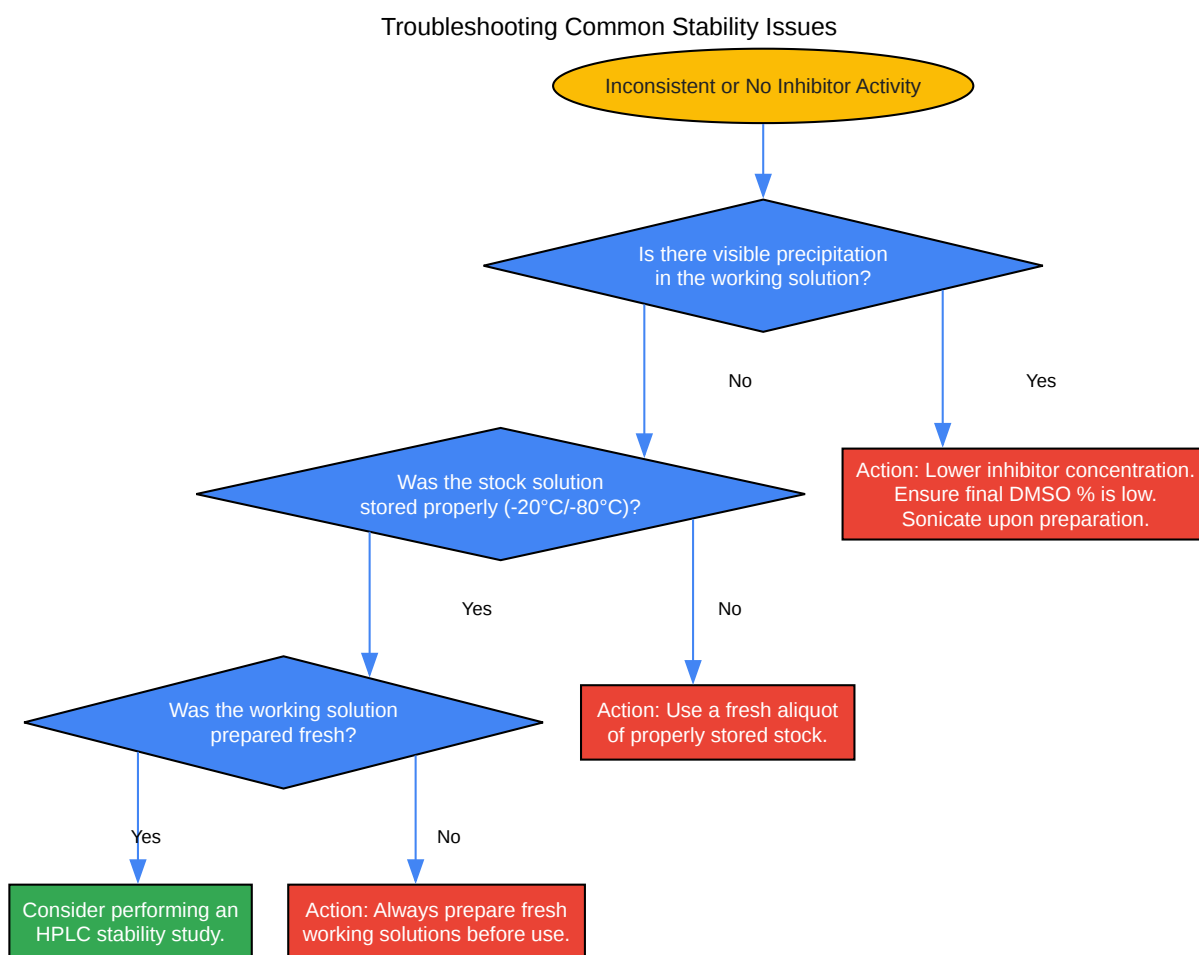 Troubleshooting Common Stability Issues
Inconsistent or No Inhibitor Activity
Is there visible precipitation
in the working solution?
No
Yes
Was the stock solution
stored properly (-20°C/-80°C)?
Action: Lower inhibitor concentration.
Ensure final DMSO % is low.
Sonicate upon preparation.
Yes
No
Was the working solution
prepared fresh?
Action: Use a fresh aliquot
of properly stored stock.
Yes
No
Consider performing an
HPLC stability study.
Action: Always prepare fresh
working solutions before use.